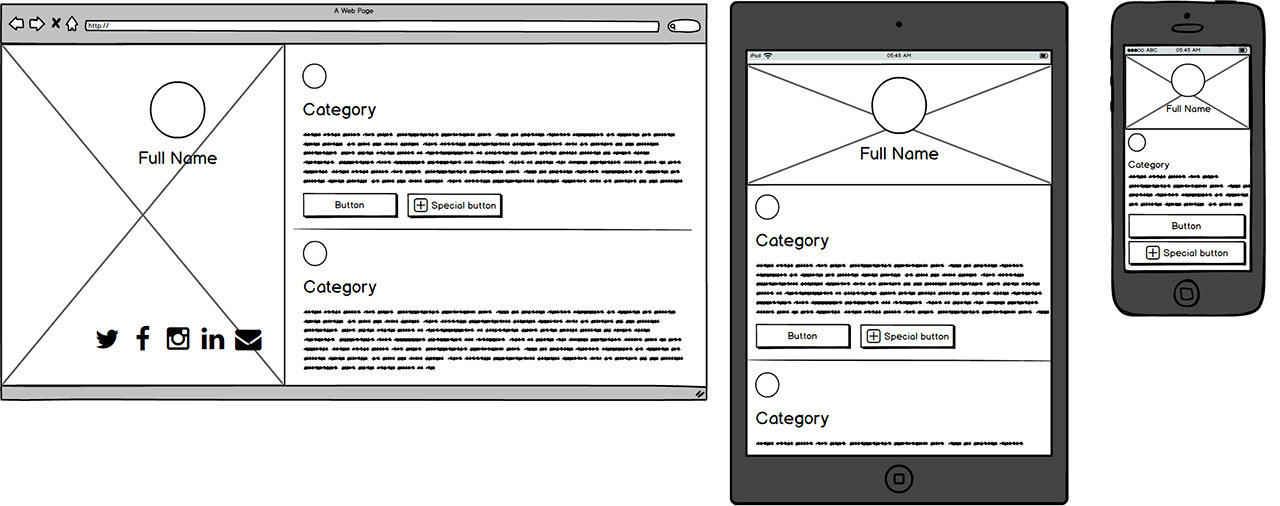 A Web Page
http://
Full Name
Category
Button
Special button
Category
iPod
05:45 AM
Full Name
Category
Button
Special button
Category
ABC
05:45 AM
Full Name
Category
Button
Special button